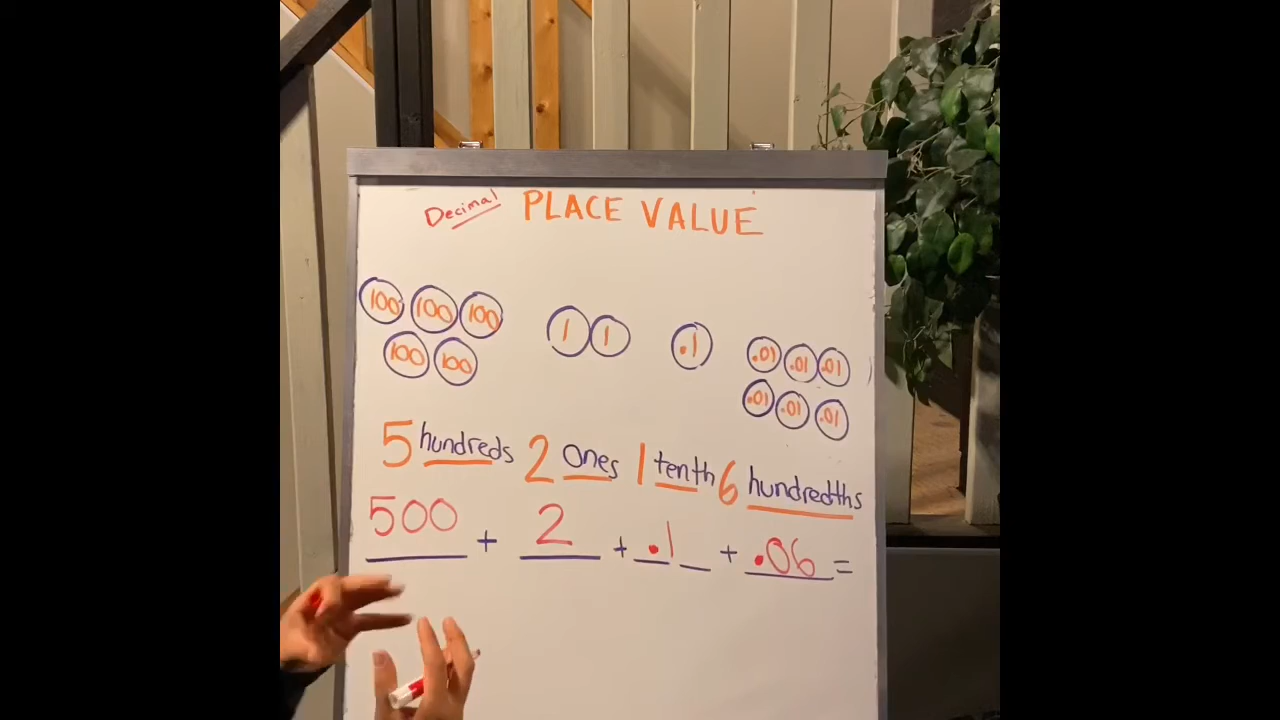 Decimal PLACE VALUE
100 100 100 1 1 .1 .01 .01 .01
100 100 .01 .01 .01
5 hundreds 2 ones 1 tenth 6 hundredths
500 + 2 + .1 + .06 =